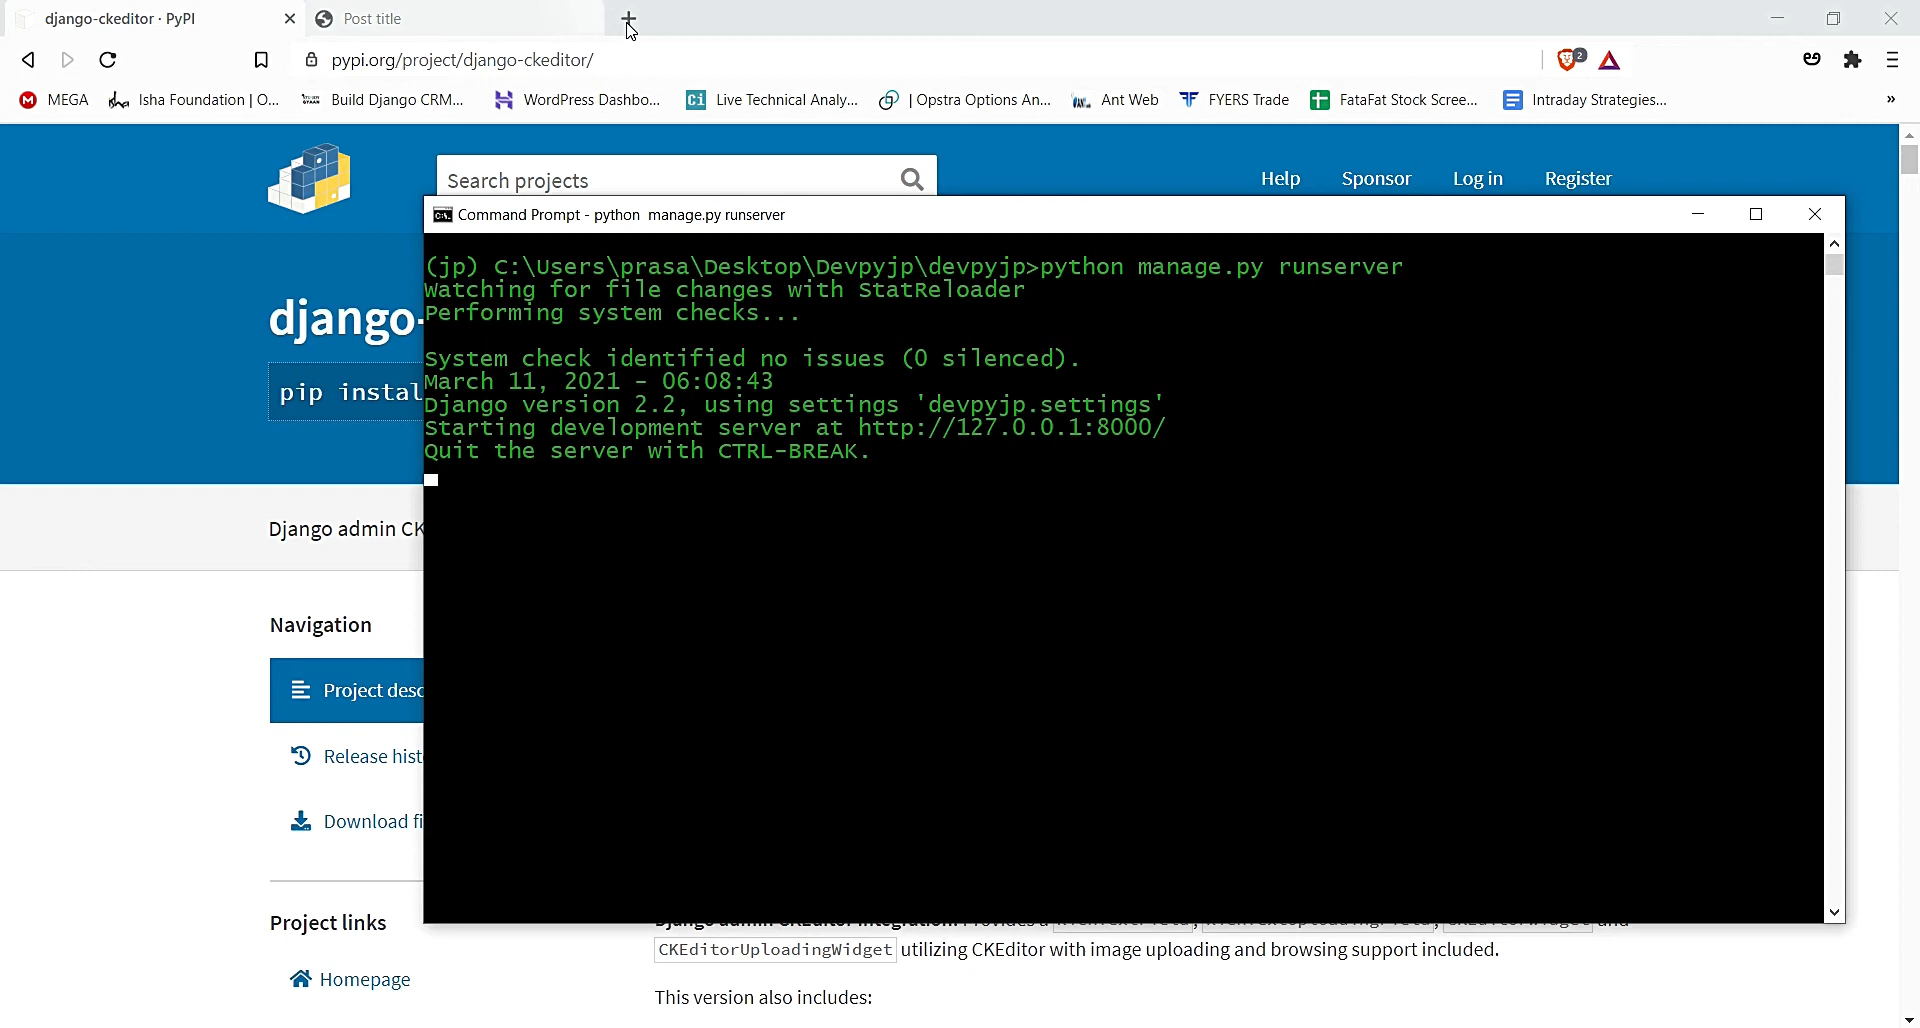 django-ckeditor · PyPI
Post title
pypi.org/project/django-ckeditor/
2
MEGA
Isha Foundation | O...
Build Django CRM...
WordPress Dashbo...
Ci
Live Technical Analy...
| Opstra Options An...
Ant Web
FYERS Trade
FataFat Stock Scree...
Intraday Strategies...
»
Search projects
Help
Sponsor
Log in
Register
Command Prompt - python  manage.py runserver
(jp) C:\Users\prasa\Desktop\Devpyjp\devpyjp>python manage.py runserver
Watching for file changes with StatReloader
Performing system checks...
System check identified no issues (0 silenced).
March 11, 2021 - 06:08:43
Django version 2.2, using settings 'devpyjp.settings'
Starting development server at http://127.0.0.1:8000/
Quit the server with CTRL-BREAK.
django-
pip instal
Django admin CK
Navigation
Project desc
Release hist
Download fi
Project links
Homepage
CKEditorUploadingWidget utilizing CKEditor with image uploading and browsing support included.
This version also includes: